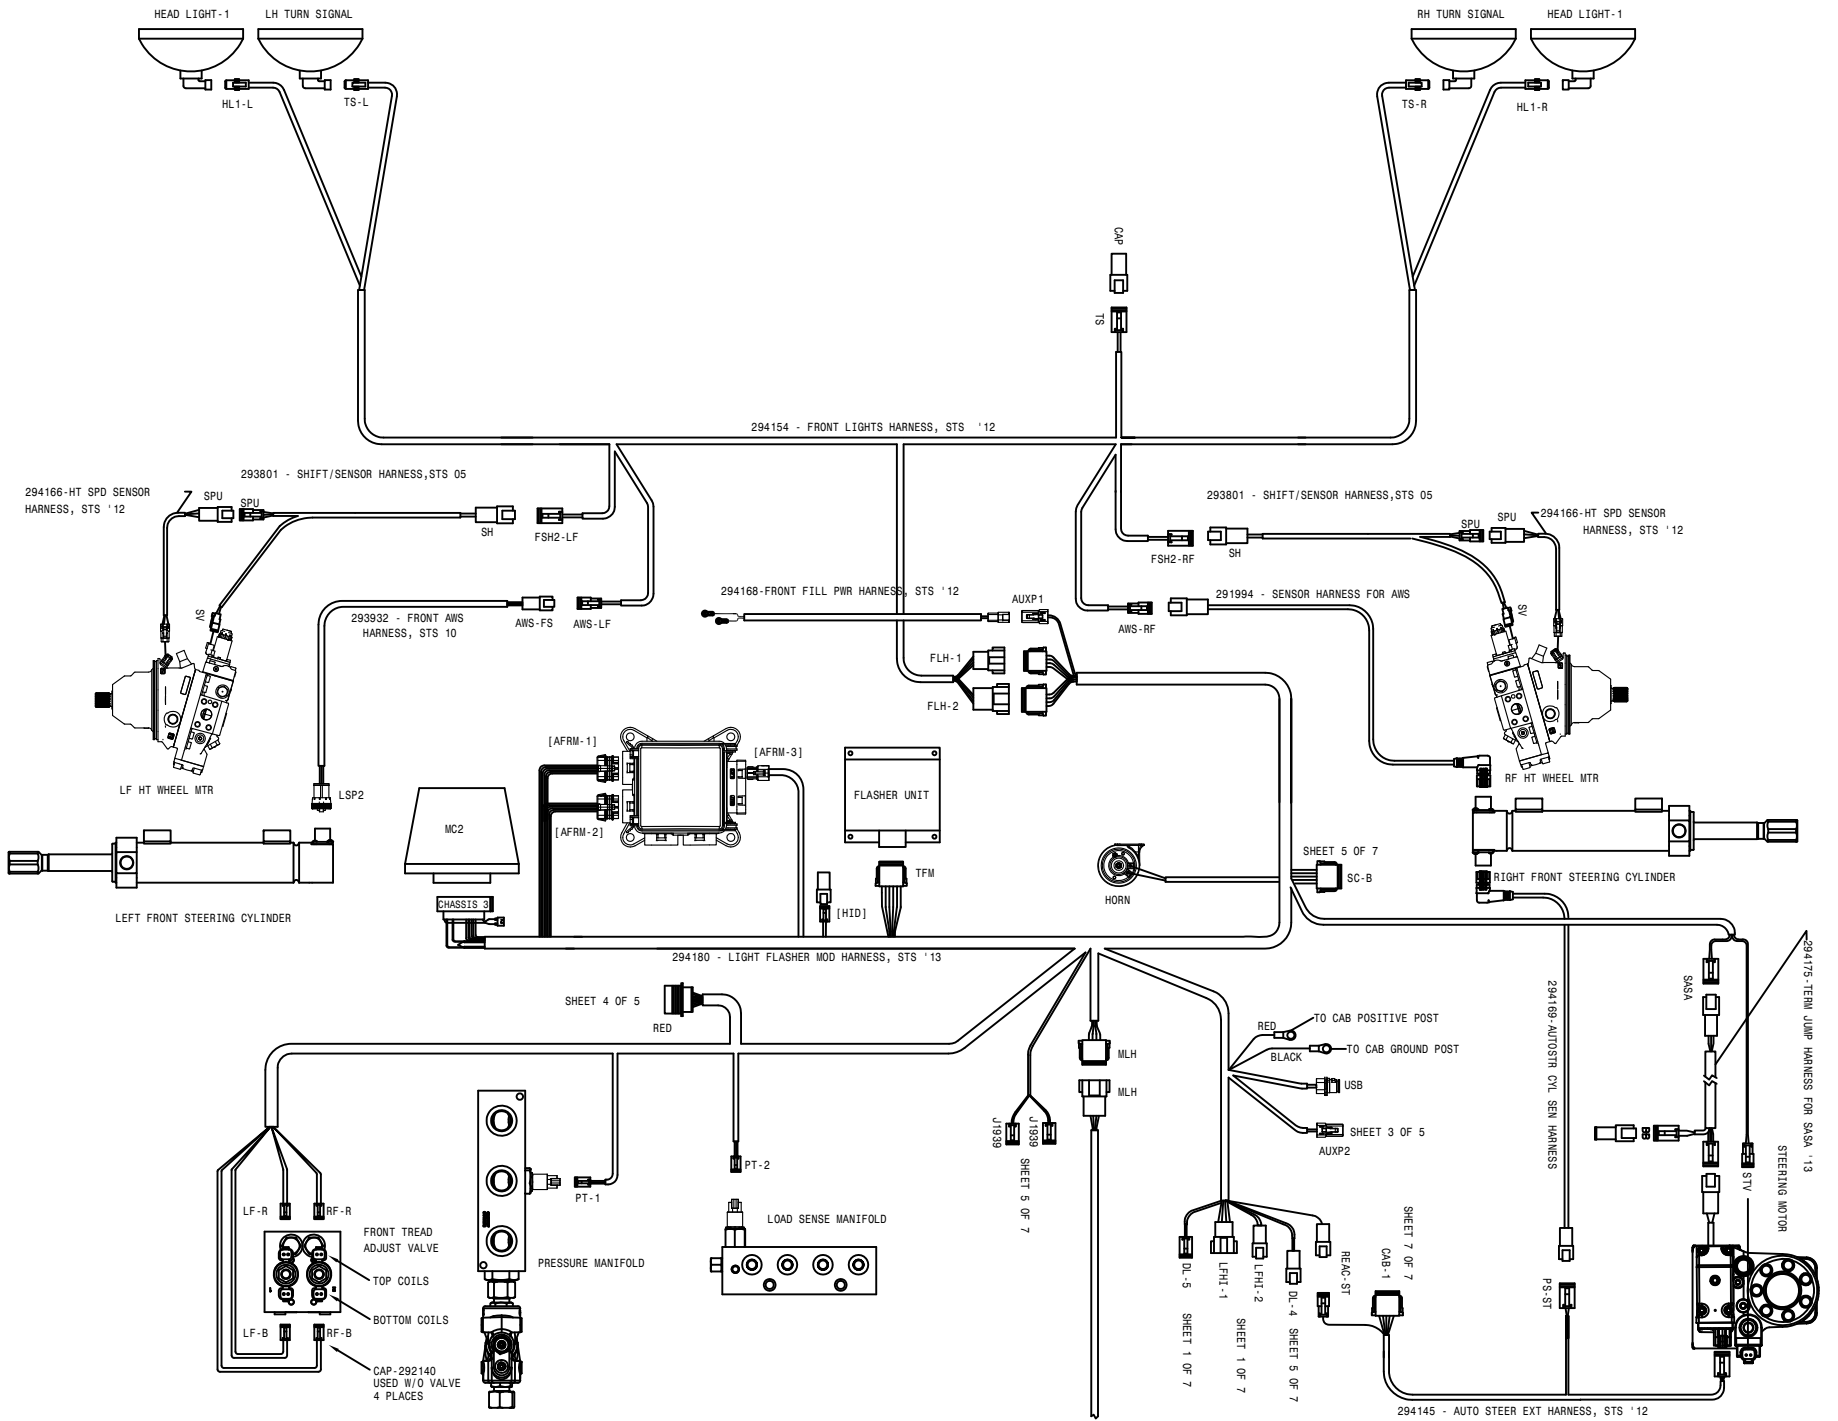 HEAD LIGHT-1
LH TURN SIGNAL
RH TURN SIGNAL
HEAD LIGHT-1
HL1-L
TS-L
TS-R
HL1-R
CAP
TS
294154 - FRONT LIGHTS HARNESS, STS '12
293801 - SHIFT/SENSOR HARNESS,STS 05
294166-HT SPD SENSOR
HARNESS, STS '12
SPU
SPU
SH
FSH2-LF
293801 - SHIFT/SENSOR HARNESS,STS 05
SPU
SPU
294166-HT SPD SENSOR
HARNESS, STS '12
FSH2-RF
SH
SV
293932 - FRONT AWS
HARNESS, STS 10
AWS-FS
AWS-LF
294168-FRONT FILL PWR HARNESS, STS '12
AUXP1
AWS-RF
291994 - SENSOR HARNESS FOR AWS
SV
FLH-1
FLH-2
LF HT WHEEL MTR
LSP2
[AFRM-1]
[AFRM-3]
[AFRM-2]
MC2
FLASHER UNIT
RF HT WHEEL MTR
TFM
HORN
SHEET 5 OF 7
SC-B
RIGHT FRONT STEERING CYLINDER
LEFT FRONT STEERING CYLINDER
CHASSIS 3
[HID]
294180 - LIGHT FLASHER MOD HARNESS, STS '13
SHEET 4 OF 5
RED
MLH
MLH
RED
TO CAB POSITIVE POST
BLACK
TO CAB GROUND POST
USB
SHEET 3 OF 5
AUXP2
J1939
J1939
SHEET 5 OF 7
SASA
294175-TERM JUMP HARNESS FOR SASA '13
294169-AUTOSTR CYL SEN HARNESS
BB
STV
STEERING MOTOR
PT-1
PT-2
LF-R
RF-R
FRONT TREAD
ADJUST VALVE
TOP COILS
BOTTOM COILS
LF-B
RF-B
CAP-292140
USED W/O VALVE
4 PLACES
PRESSURE MANIFOLD
LOAD SENSE MANIFOLD
DL-5
SHEET 1 OF 7
LFHI-1
LFHI-2
SHEET 1 OF 7
DL-4
SHEET 5 OF 7
REAC-ST
CAB-1
SHEET 7 OF 7
PS-ST
294145 - AUTO STEER EXT HARNESS, STS '12